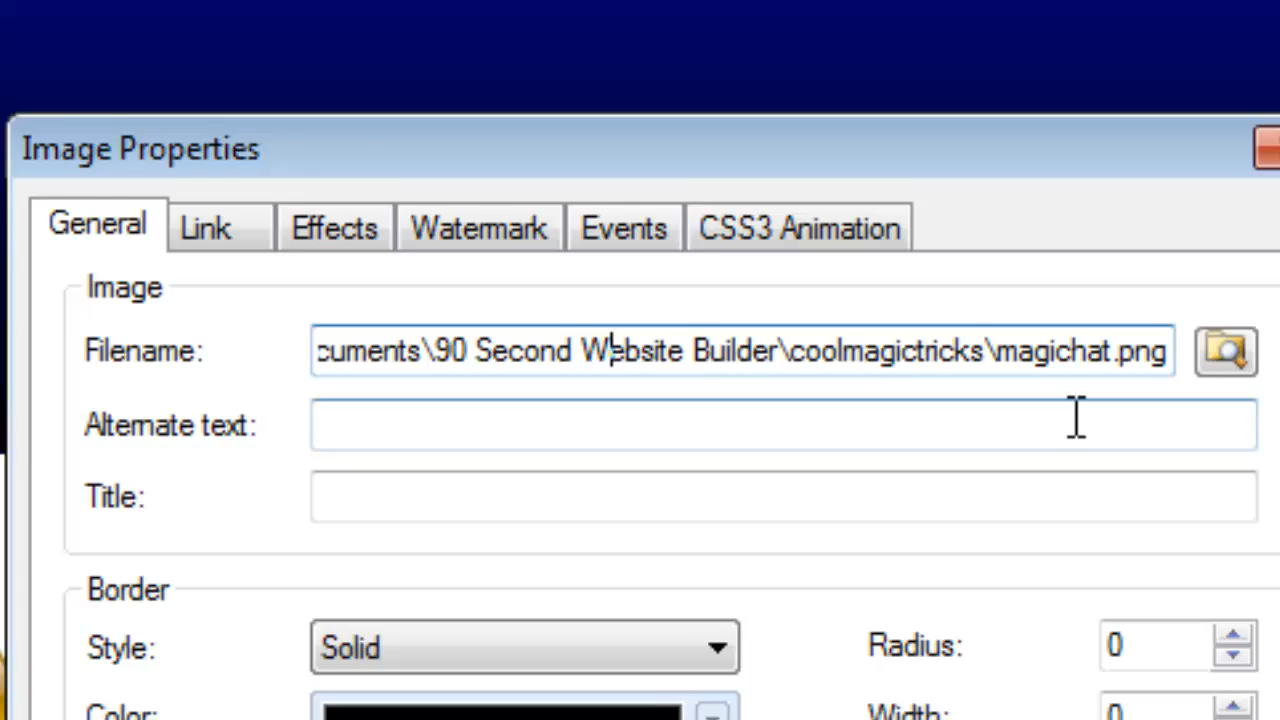 Image Properties
General Link Effects Watermark Events CSS3 Animation
Image
Filename: cuments\90 Second Website Builder\coolmagictricks\magichat.png
Alternate text:
Title:
Border
Style: Solid Radius: 0
Color: Width: 0